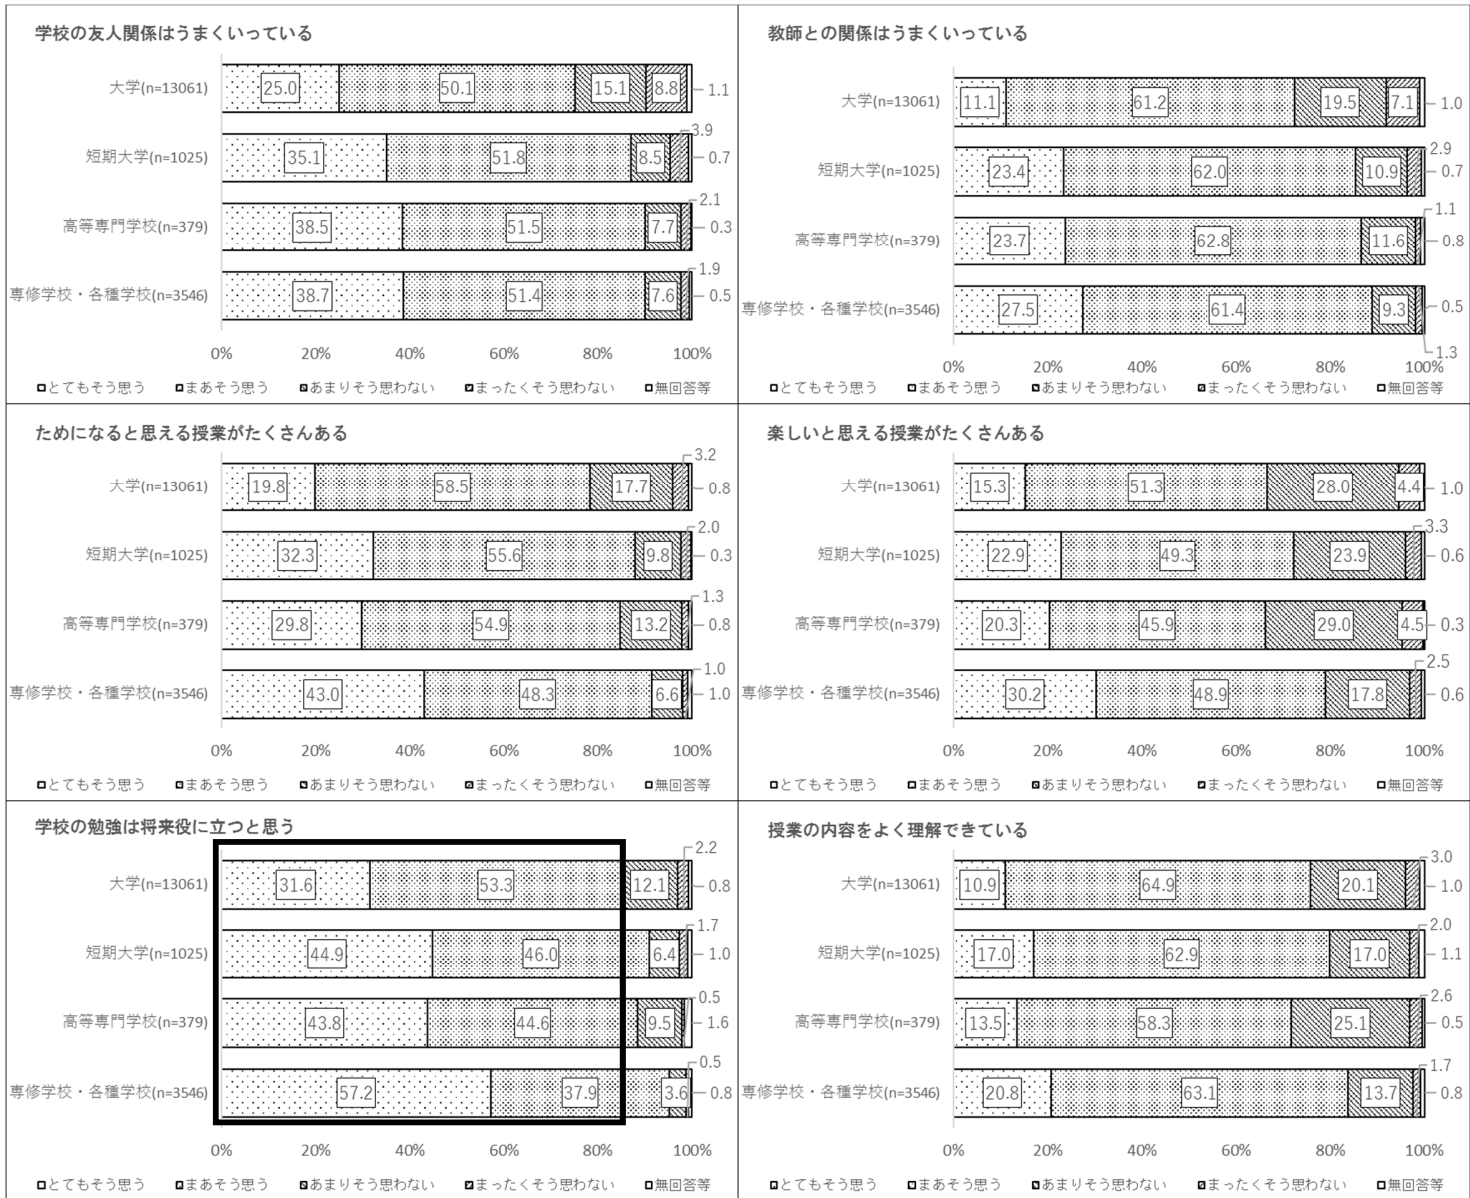 学校の友人関係はうまくいっている
大学(n=13061) 25.0 50.1 15.1 8.8 1.1
短期大学(n=1025) 35.1 51.8 8.5 3.9 0.7
高等専門学校(n=379) 38.5 51.5 7.7 2.1 0.3
専修学校・各種学校(n=3546) 38.7 51.4 7.6 1.9 0.5
0% 20% 40% 60% 80% 100%
とてもそう思う まあそう思う あまりそう思わない まったくそう思わない 無回答等
教師との関係はうまくいっている
大学(n=13061) 11.1 61.2 19.5 7.1 1.0
短期大学(n=1025) 23.4 62.0 10.9 2.9 0.7
高等専門学校(n=379) 23.7 62.8 11.6 1.1 0.8
専修学校・各種学校(n=3546) 27.5 61.4 9.3 0.5 1.3
0% 20% 40% 60% 80% 100%
とてもそう思う まあそう思う あまりそう思わない まったくそう思わない 無回答等
ためになると思える授業がたくさんある
大学(n=13061) 19.8 58.5 17.7 3.2 0.8
短期大学(n=1025) 32.3 55.6 9.8 2.0 0.3
高等専門学校(n=379) 29.8 54.9 13.2 1.3 0.8
専修学校・各種学校(n=3546) 43.0 48.3 6.6 1.0 1.0
0% 20% 40% 60% 80% 100%
とてもそう思う まあそう思う あまりそう思わない まったくそう思わない 無回答等
楽しいと思える授業がたくさんある
大学(n=13061) 15.3 51.3 28.0 4.4 1.0
短期大学(n=1025) 22.9 49.3 23.9 3.3 0.6
高等専門学校(n=379) 20.3 45.9 29.0 4.5 0.3
専修学校・各種学校(n=3546) 30.2 48.9 17.8 2.5 0.6
0% 20% 40% 60% 80% 100%
とてもそう思う まあそう思う あまりそう思わない まったくそう思わない 無回答等
学校の勉強は将来役に立つと思う
大学(n=13061) 31.6 53.3 12.1 2.2 0.8
短期大学(n=1025) 44.9 46.0 6.4 1.7 1.0
高等専門学校(n=379) 43.8 44.6 9.5 0.5 1.6
専修学校・各種学校(n=3546) 57.2 37.9 3.6 0.5 0.8
0% 20% 40% 60% 80% 100%
とてもそう思う まあそう思う あまりそう思わない まったくそう思わない 無回答等
授業の内容をよく理解できている
大学(n=13061) 10.9 64.9 20.1 3.0 1.0
短期大学(n=1025) 17.0 62.9 17.0 2.0 1.1
高等専門学校(n=379) 13.5 58.3 25.1 2.6 0.5
専修学校・各種学校(n=3546) 20.8 63.1 13.7 1.7 0.8
0% 20% 40% 60% 80% 100%
とてもそう思う まあそう思う あまりそう思わない まったくそう思わない 無回答等